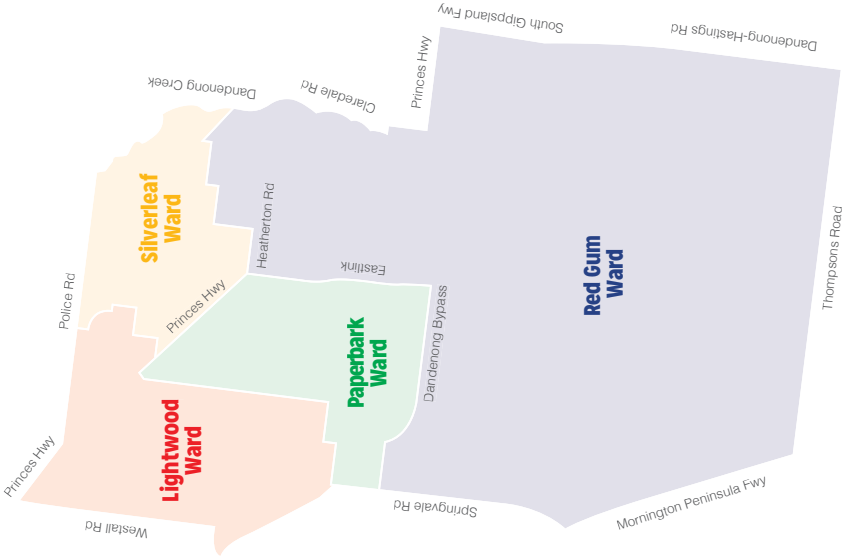 South Gippsland Fwy
Dandenong-Hastings Rd
Princes Hwy
Dandenong Creek
Claredale Rd
Silverleaf
Ward
Heatherton Rd
Eastlink
Red Gum
Ward
Thompsons Road
Police Rd
Princes Hwy
Paperbark
Ward
Dandenong Bypass
Lightwood
Ward
Princes Hwy
Westall Rd
Springvale Rd
Mornington Peninsula Fwy